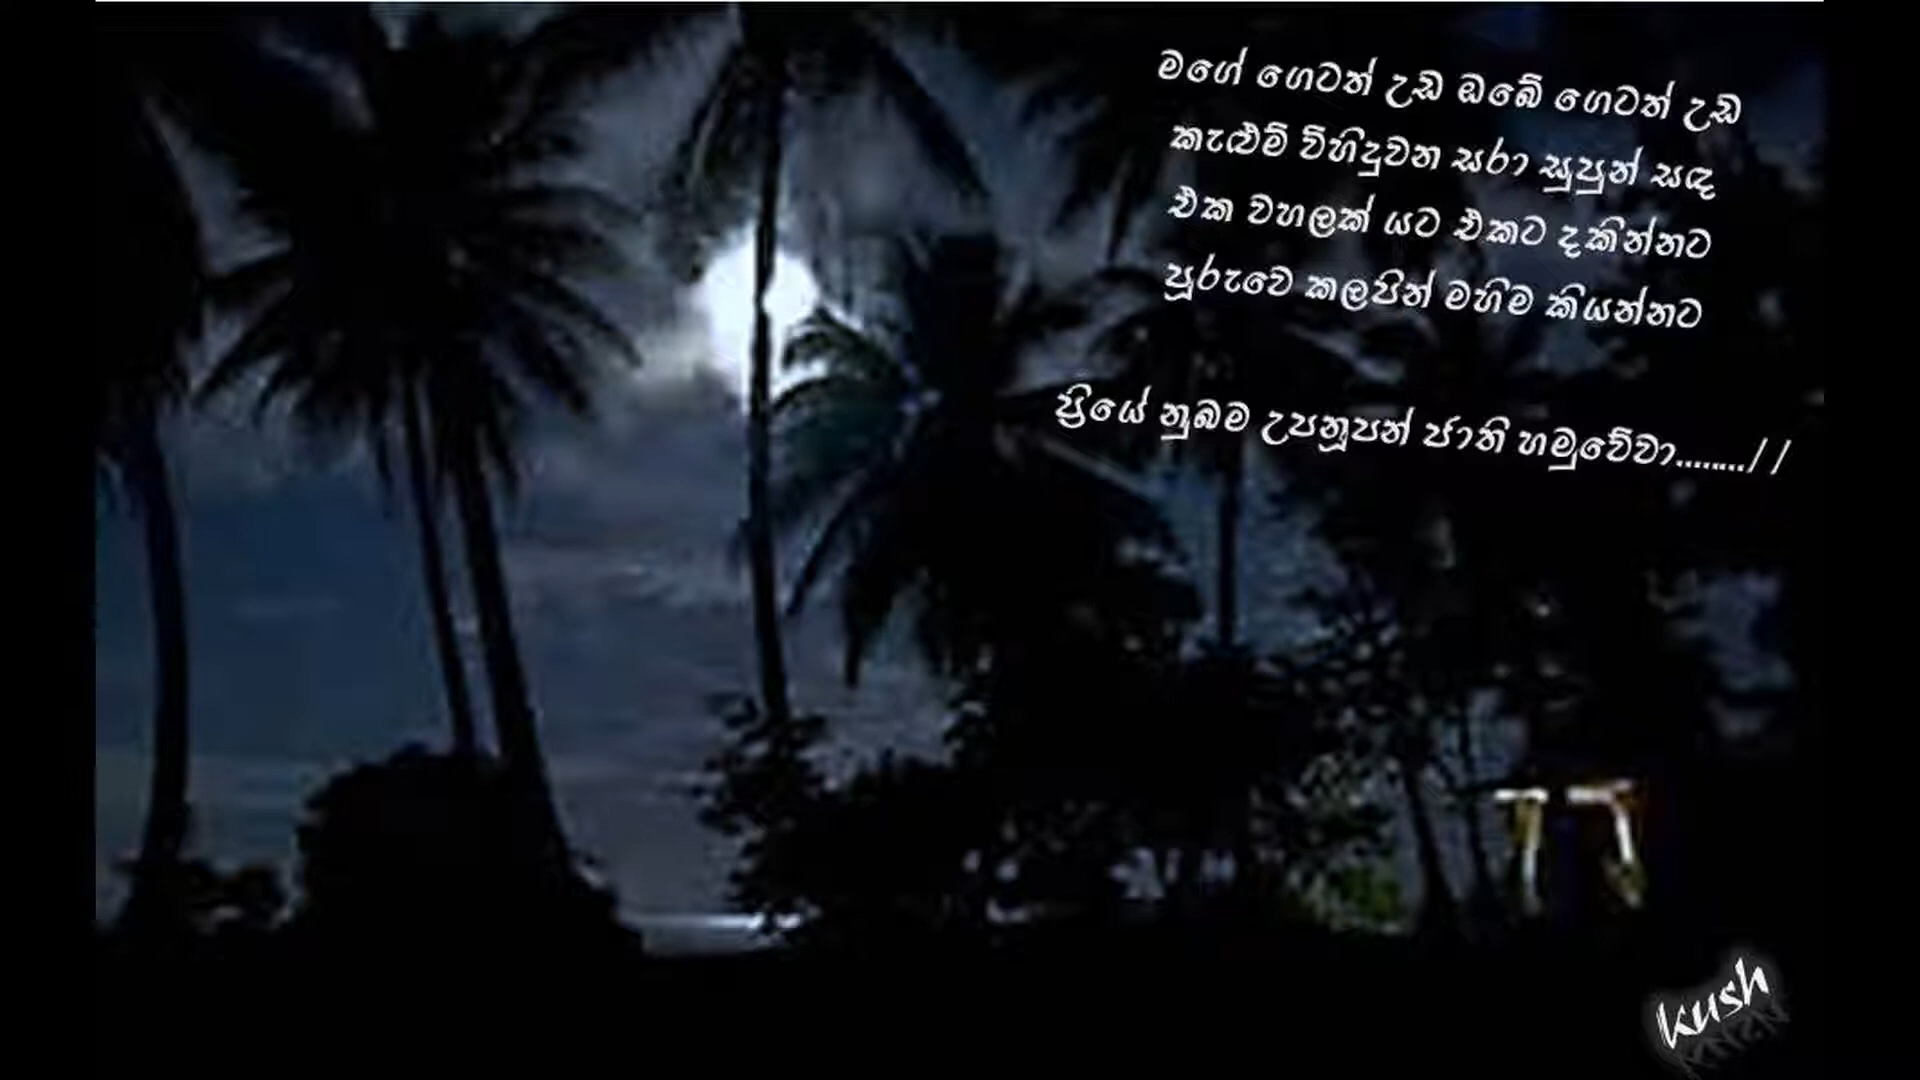 මගේ ගෙටත් උඩ ඔබේ ගෙටත් උඩ
කැළුම් විහිදුවන සරා සුපුන් සඳ
එක වහලක් යට එකට දකින්නට
පූරුවෙ කලපින් මහිම කියන්නට
ප්‍රියේ නුඹම උපනූපන් ජාති හමුවේවා........//
kush